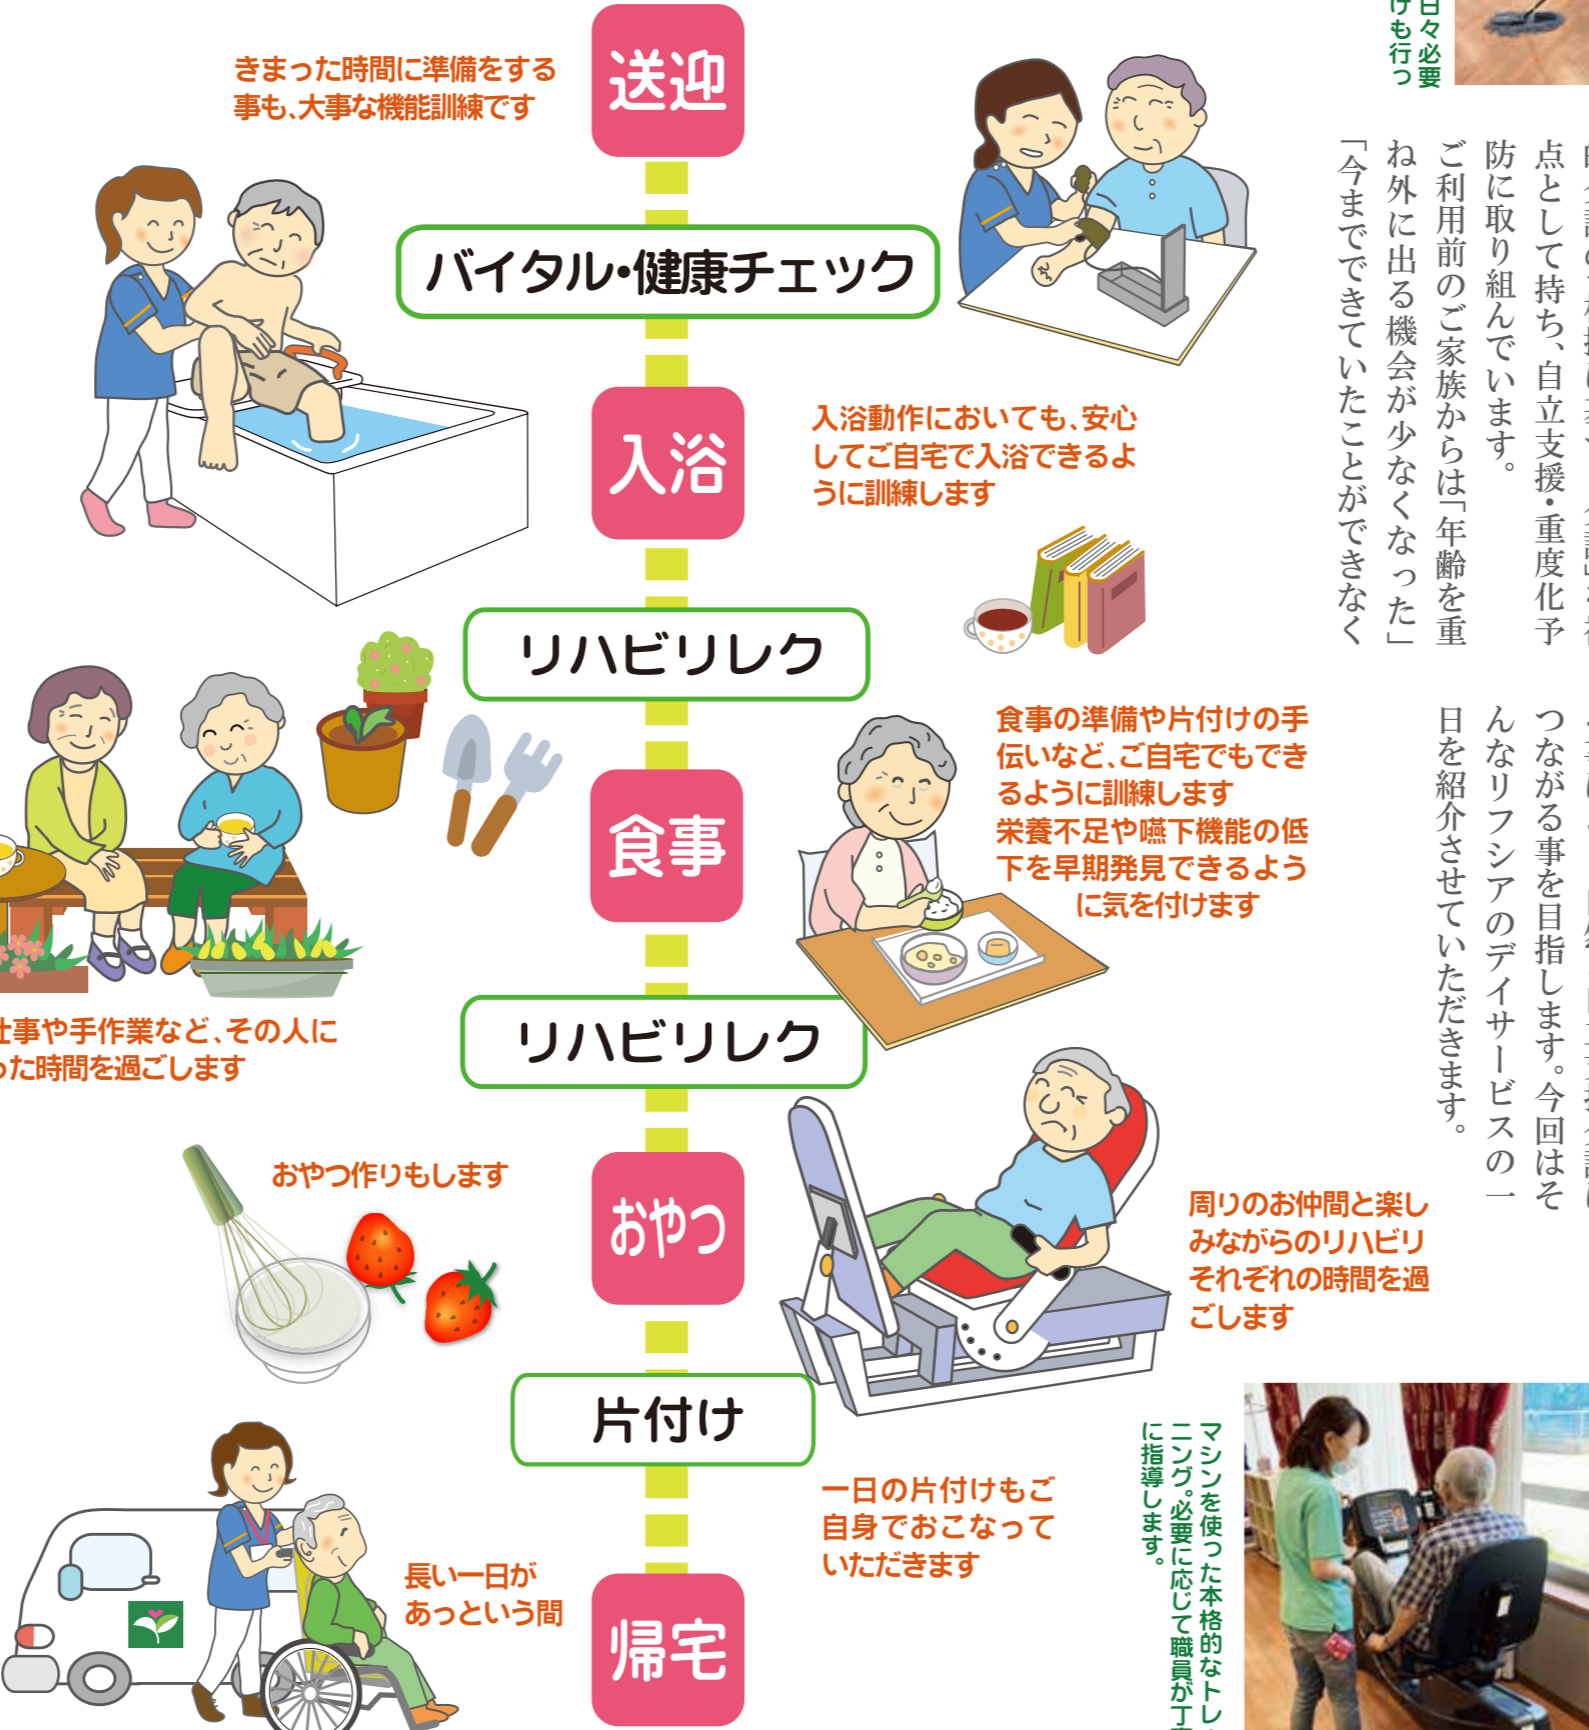 日々必要
けも行っ
点として持ち、自立支援・重度化予
防に取り組んでいます。
ご利用前のご家族からは「年齢を重
ね外に出る機会が少なくなった」
「今までできていたことができなく
つながる事を目指します。今回はそ
んなリフシアのデイサービスの一
日を紹介させていただきます。
送迎
きまった時間に準備をする
事も、大事な機能訓練です
バイタル・健康チェック
入浴
入浴動作においても、安心
してご自宅で入浴できるよ
うに訓練します
リハビリレク
食事
食事の準備や片付けの手
伝いなど、ご自宅でもでき
るように訓練します
栄養不足や嚥下機能の低
下を早期発見できるよう
に気を付けます
リハビリレク
仕事や手作業など、その人に
った時間を過ごします
おやつ
おやつ作りもします
周りのお仲間と楽し
みながらのリハビリ
それぞれの時間を過
ごします
片付け
一日の片付けもご
自身でおこなって
いただきます
マシンを使った本格的なトレー
ニング。必要に応じて職員が丁寧
に指導します。
帰宅
長い一日が
あっという間